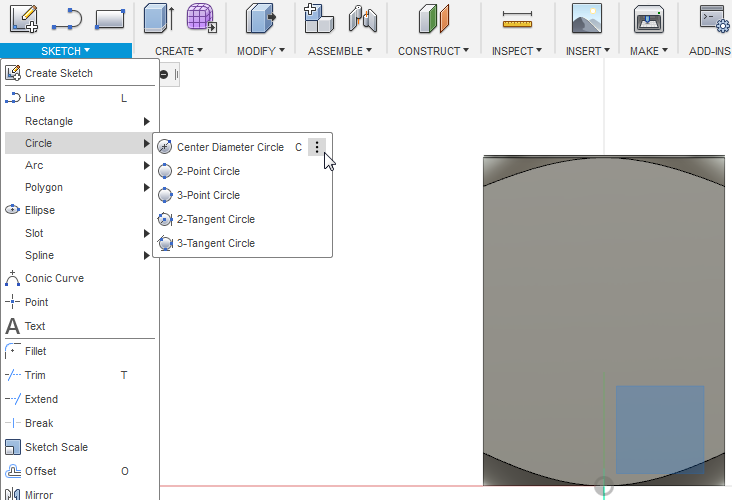 SKETCH CREATE MODIFY ASSEMBLE CONSTRUCT INSPECT INSERT MAKE ADD-INS
Create Sketch
Line L
Rectangle
Circle
Arc
Polygon
Ellipse
Slot
Spline
Conic Curve
Point
Text
Fillet
Trim T
Extend
Break
Sketch Scale
Offset O
Mirror
Center Diameter Circle C
2-Point Circle
3-Point Circle
2-Tangent Circle
3-Tangent Circle